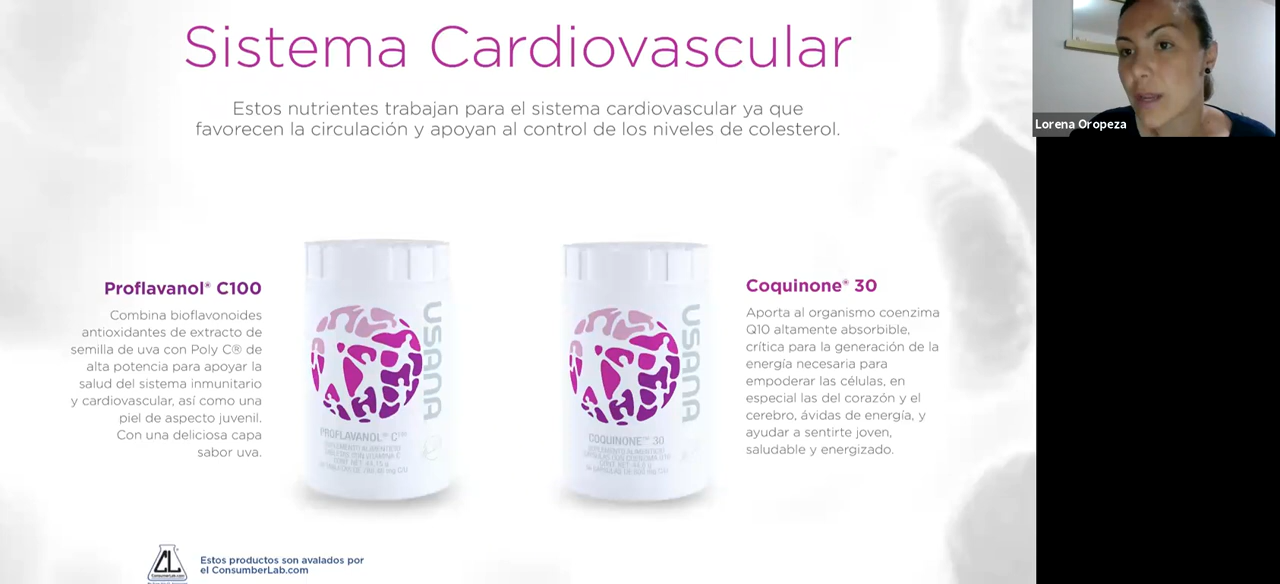 Sistema Cardiovascular
Estos nutrientes trabajan para el sistema cardiovascular ya que
favorecen la circulación y apoyan al control de los niveles de colesterol.
Lorena Oropeza
Proflavanol® C100
Combina bioflavonoides
antioxidantes de extracto de
semilla de uva con Poly C® de
alta potencia para apoyar la
salud del sistema inmunitario
y cardiovascular, así como una
piel de aspecto juvenil.
Con una deliciosa capa
sabor uva.
USANA
PROFLAVANOL® C¹⁰⁰
USANA
COQUINONE™ 30
Coquinone® 30
Aporta al organismo coenzima
Q10 altamente absorbible,
crítica para la generación de la
energía necesaria para
empoderar las células, en
especial las del corazón y el
cerebro, ávidas de energía, y
ayudar a sentirte joven,
saludable y energizado.
CL
ConsumerLab.com
Estos productos son avalados por
el ConsumberLab.com